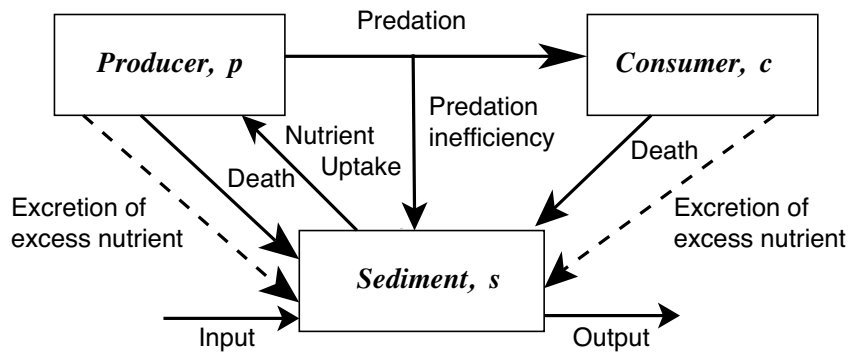 Predation
Producer, p
Consumer, c
Predation
inefficiency
Nutrient
Uptake
Death
Death
Excretion of
excess nutrient
Excretion of
excess nutrient
Sediment, s
Input
Output